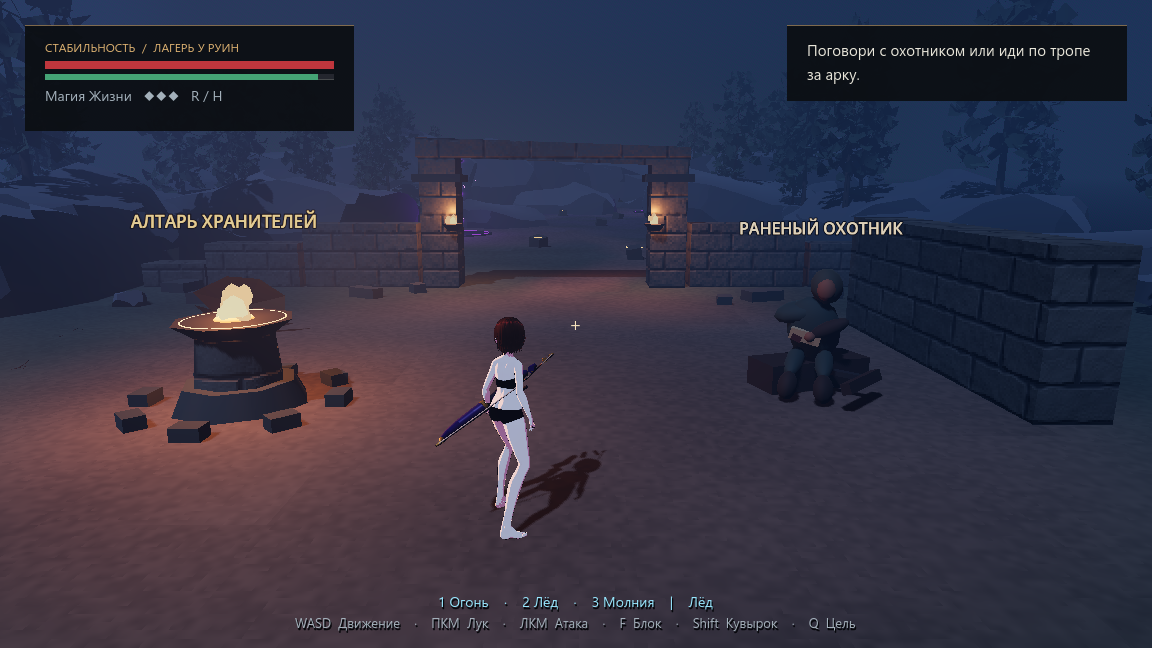 СТАБИЛЬНОСТЬ / ЛАГЕРЬ У РУИН
Магия Жизни ◆◆◆ R / H
Поговори с охотником или иди по тропе
за арку.
АЛТАРЬ ХРАНИТЕЛЕЙ
РАНЕНЫЙ ОХОТНИК
1 Огонь · 2 Лёд · 3 Молния | Лёд
WASD Движение · ПКМ Лук · ЛКМ Атака · F Блок · Shift Кувырок · Q Цель